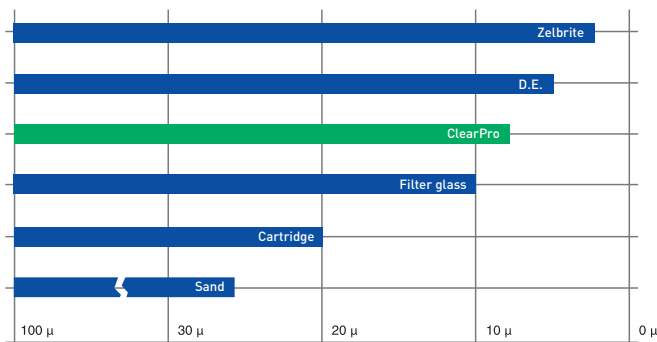 Zelbrite
D.E.
ClearPro
Filter glass
Cartridge
Sand
100 μ 30 μ 20 μ 10 μ 0 μ